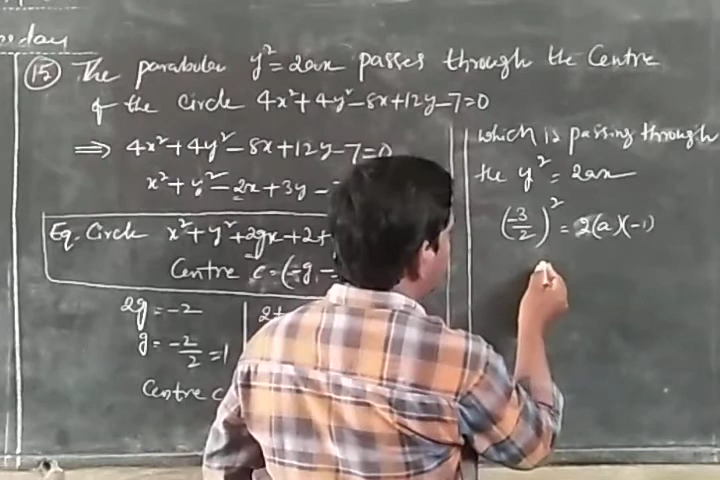 (15) The parabola y² = 2ax passes through the Centre
of the Circle 4x²+4y²-8x+12y-7=0
⇒ 4x²+4y²-8x+12y-7=0
x²+y²-2x+3y-
Eq. Circle x²+y²+2gx+2f
Centre c=(-g,-
2g=-2
g=-2/2=1
Centre c
which is passing through
the y²=2ax
(-3/2)²=2(a)(-1)